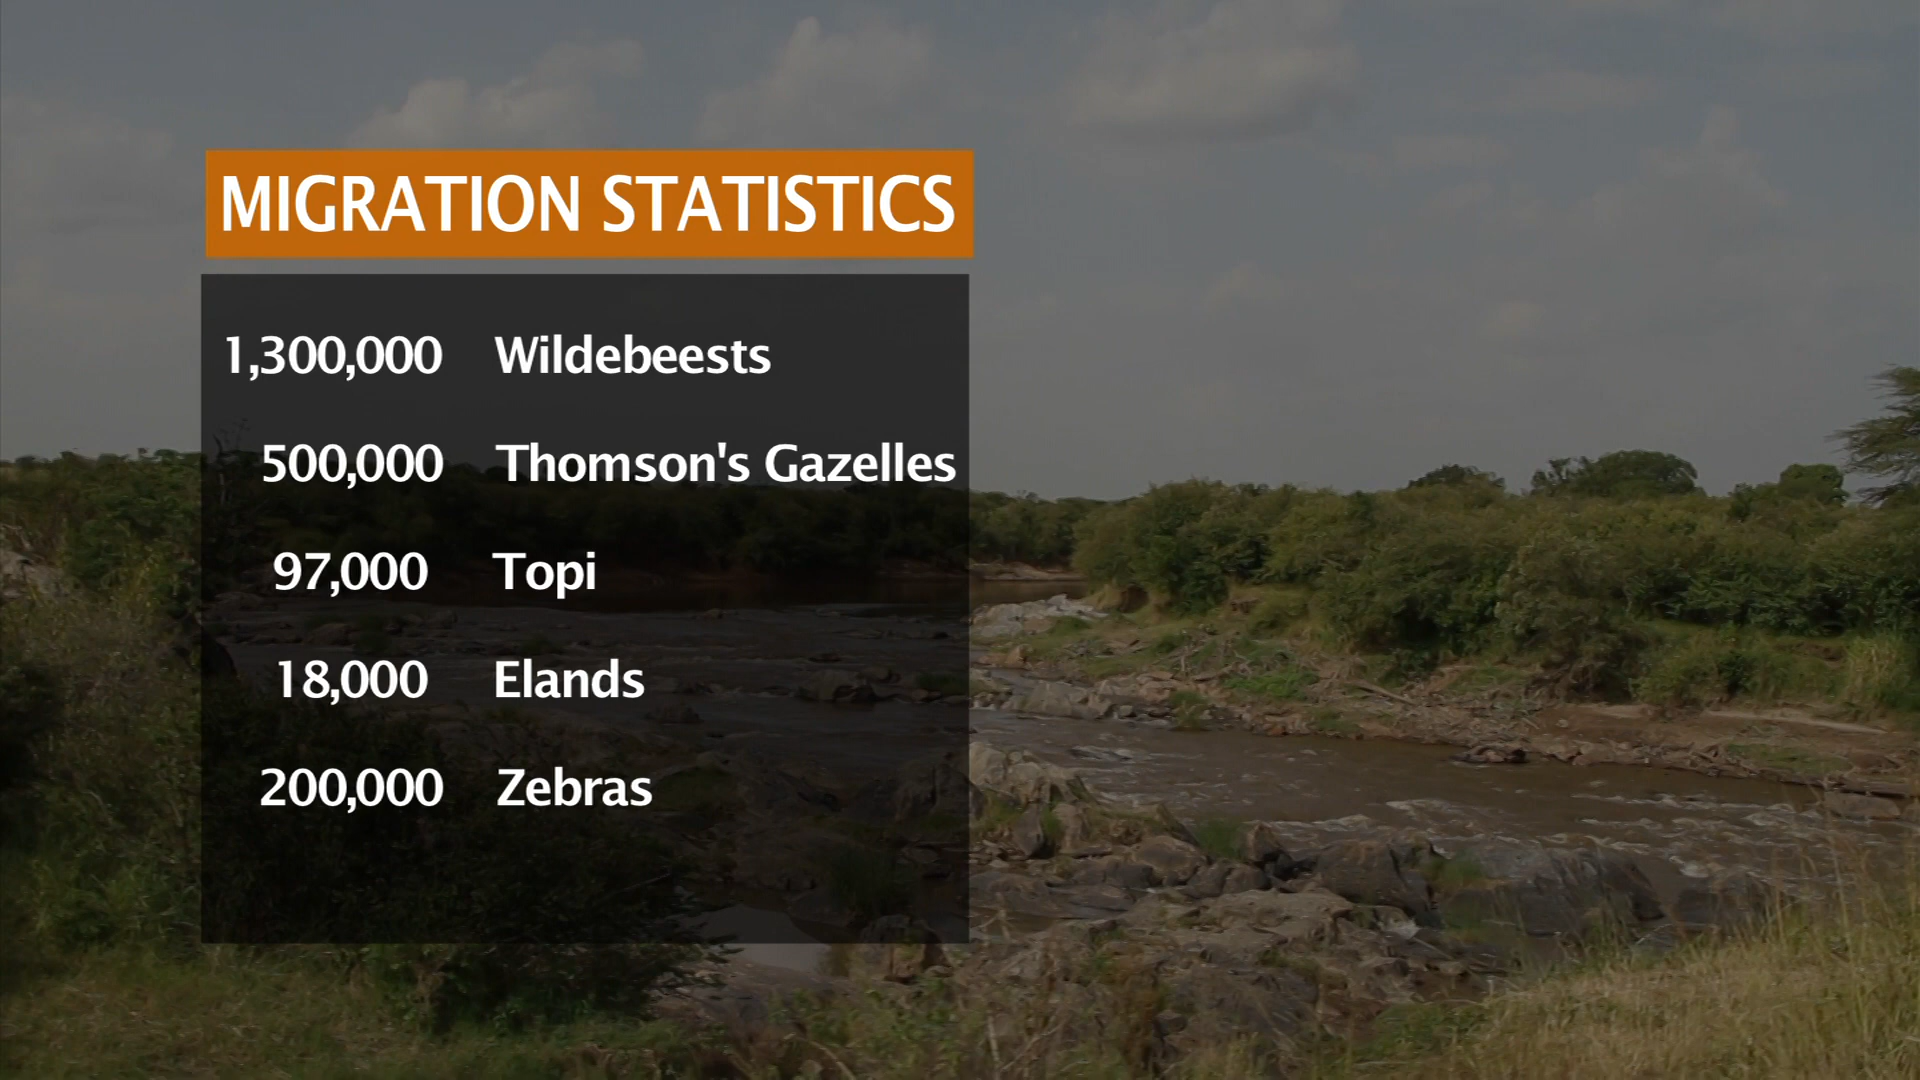 MIGRATION STATISTICS
1,300,000 Wildebeests
500,000 Thomson's Gazelles
97,000 Topi
18,000 Elands
200,000 Zebras